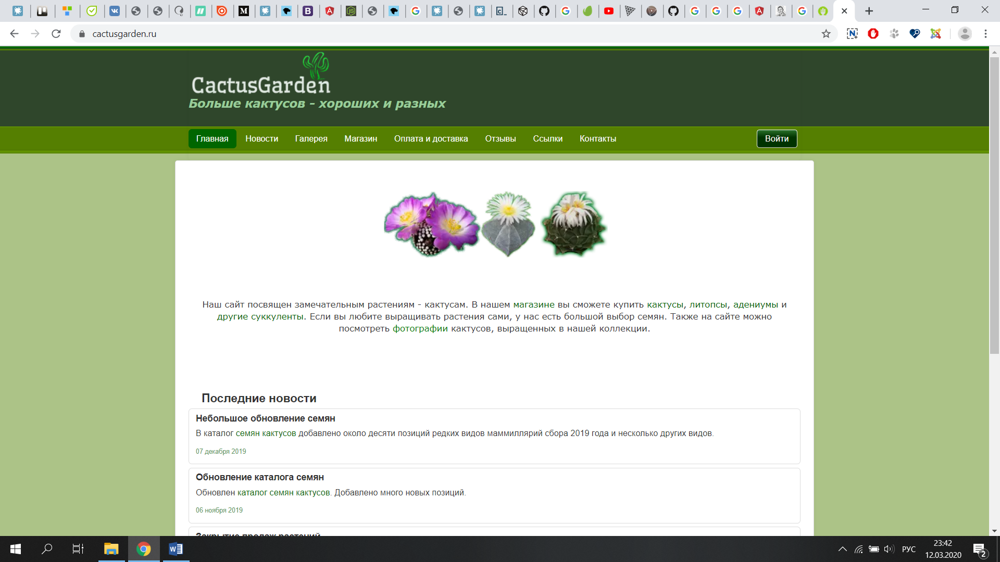 cactusgarden.ru
CactusGarden
Больше кактусов - хороших и разных
Главная Новости Галерея Магазин Оплата и доставка Отзывы Ссылки Контакты Войти
Наш сайт посвящен замечательным растениям - кактусам. В нашем магазине вы сможете купить кактусы, литопсы, адениумы и
другие суккуленты. Если вы любите выращивать растения сами, у нас есть большой выбор семян. Также на сайте можно
посмотреть фотографии кактусов, выращенных в нашей коллекции.
Последние новости
Небольшое обновление семян
В каталог семян кактусов добавлено около десяти позиций редких видов маммиллярий сбора 2019 года и несколько других видов.
07 декабря 2019
Обновление каталога семян
Обновлен каталог семян кактусов. Добавлено много новых позиций.
06 ноября 2019
Закрытие продаж растений
РУС
23:42
12.03.2020
2